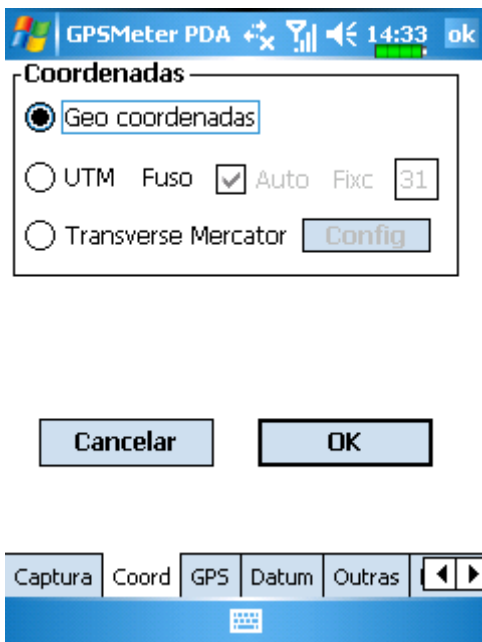 GPSMeter PDA 14:33 ok
Coordenadas
Geo coordenadas
UTM Fuso Auto Fixc 31
Transverse Mercator Config
Cancelar OK
Captura Coord GPS Datum Outras